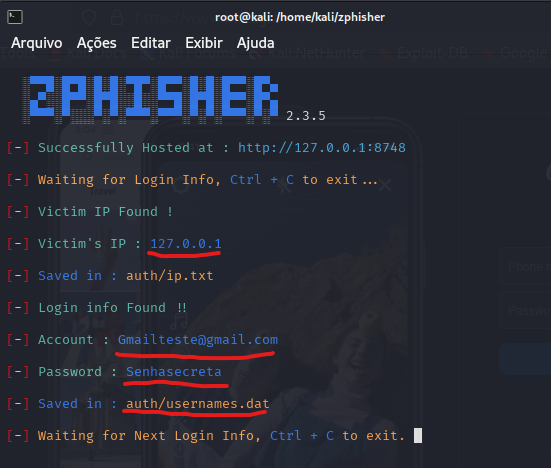 root@kali: /home/kali/zphisher
Arquivo Ações Editar Exibir Ajuda
ZPHISHER 2.3.5
[-] Successfully Hosted at : http://127.0.0.1:8748
[-] Waiting for Login Info, Ctrl + C to exit...
[-] Victim IP Found !
[-] Victim's IP : 127.0.0.1
[-] Saved in : auth/ip.txt
[-] Login info Found !!
[-] Account : Gmailteste@gmail.com
[-] Password : Senhasecreta
[-] Saved in : auth/usernames.dat
[-] Waiting for Next Login Info, Ctrl + C to exit.